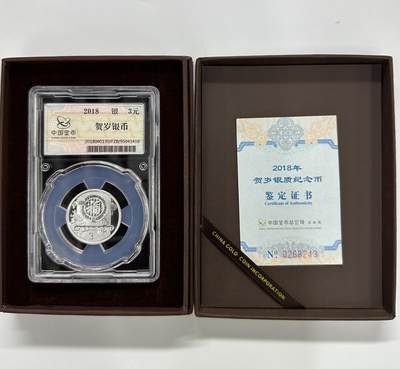 2018 银 3元
贺岁银币
中国金币
2018年
贺岁银质纪念币
鉴定证书
Certificate of Authenticity
中国金币总公司
№ 0268243
CHINA GOLD COIN INCORPORATION